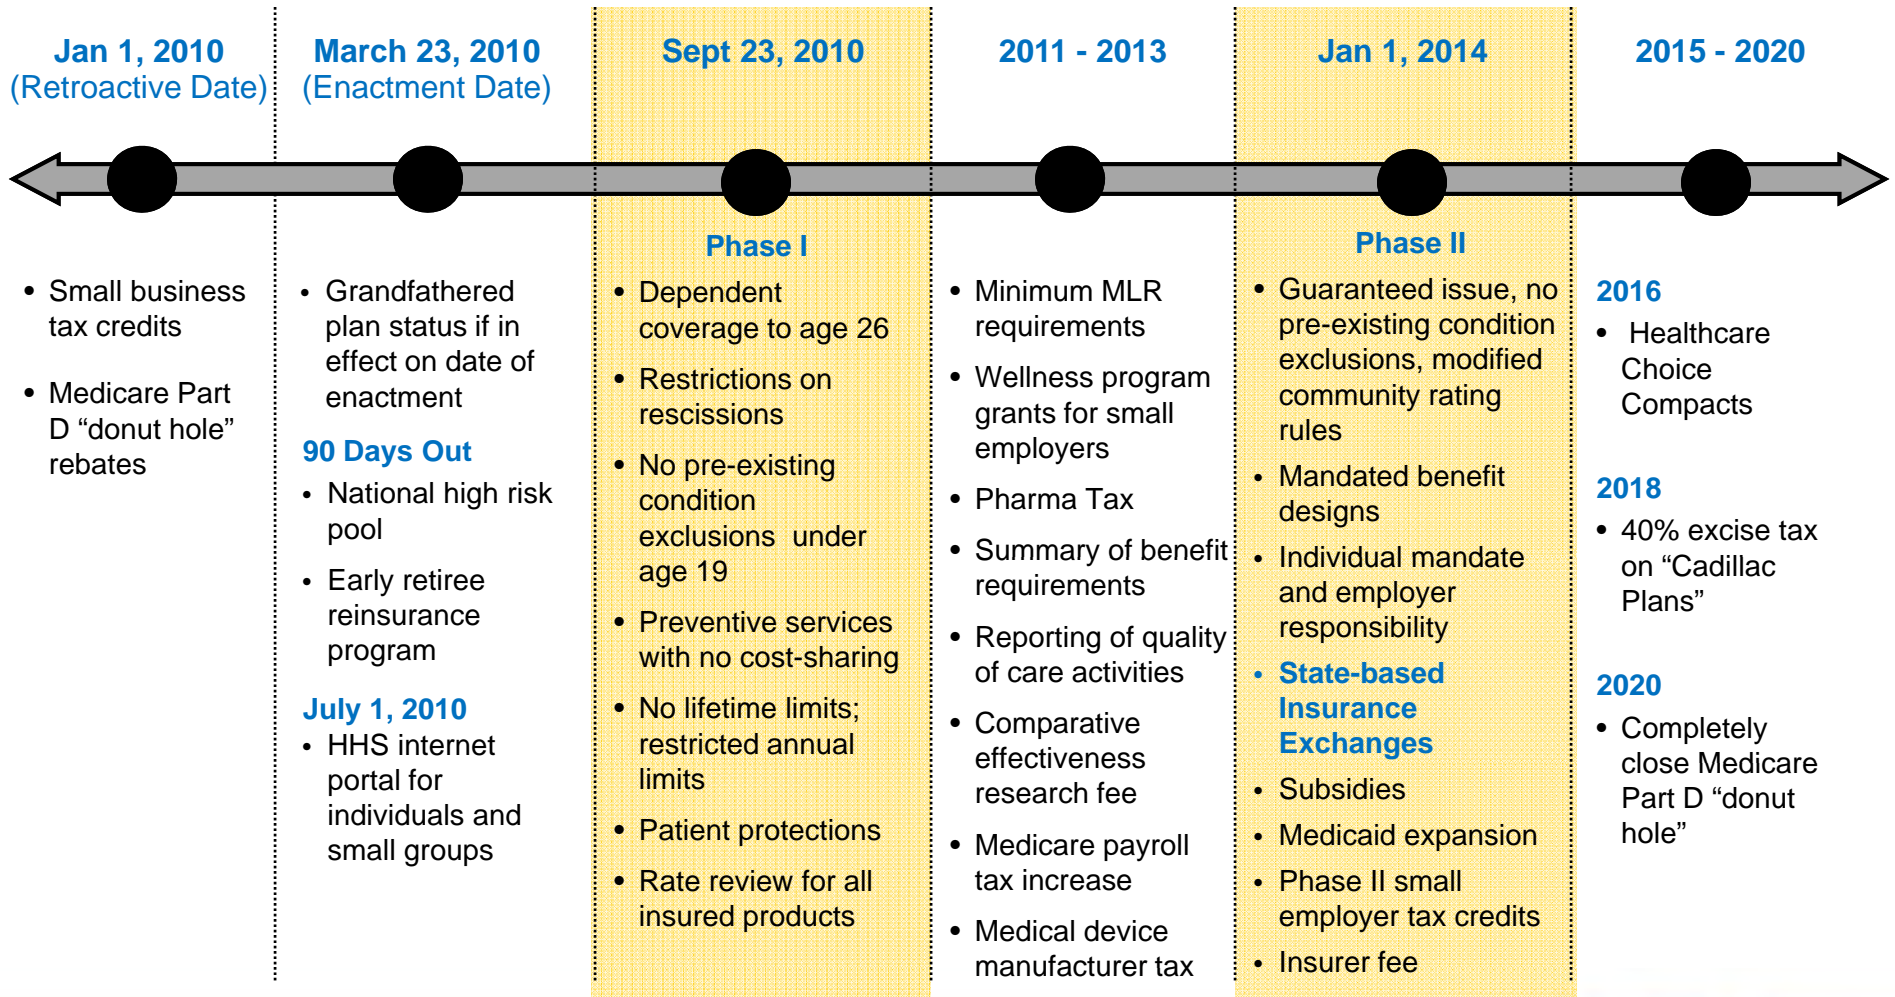 Jan 1, 2010
(Retroactive Date)
• Small business
tax credits
• Medicare Part
D “donut hole”
rebates
March 23, 2010
(Enactment Date)
• Grandfathered
plan status if in
effect on date of
enactment
90 Days Out
• National high risk
pool
• Early retiree
reinsurance
program
July 1, 2010
• HHS internet
portal for
individuals and
small groups
Sept 23, 2010
Phase I
• Dependent
coverage to age 26
• Restrictions on
rescissions
• No pre-existing
condition
exclusions under
age 19
• Preventive services
with no cost-sharing
• No lifetime limits;
restricted annual
limits
• Patient protections
• Rate review for all
insured products
2011 - 2013
• Minimum MLR
requirements
• Wellness program
grants for small
employers
• Pharma Tax
• Summary of benefit
requirements
• Reporting of quality
of care activities
• Comparative
effectiveness
research fee
• Medicare payroll
tax increase
• Medical device
manufacturer tax
Jan 1, 2014
Phase II
• Guaranteed issue, no
pre-existing condition
exclusions, modified
community rating
rules
• Mandated benefit
designs
• Individual mandate
and employer
responsibility
• State-based
Insurance
Exchanges
• Subsidies
• Medicaid expansion
• Phase II small
employer tax credits
• Insurer fee
2015 - 2020
2016
• Healthcare
Choice
Compacts
2018
• 40% excise tax
on “Cadillac
Plans”
2020
• Completely
close Medicare
Part D “donut
hole”